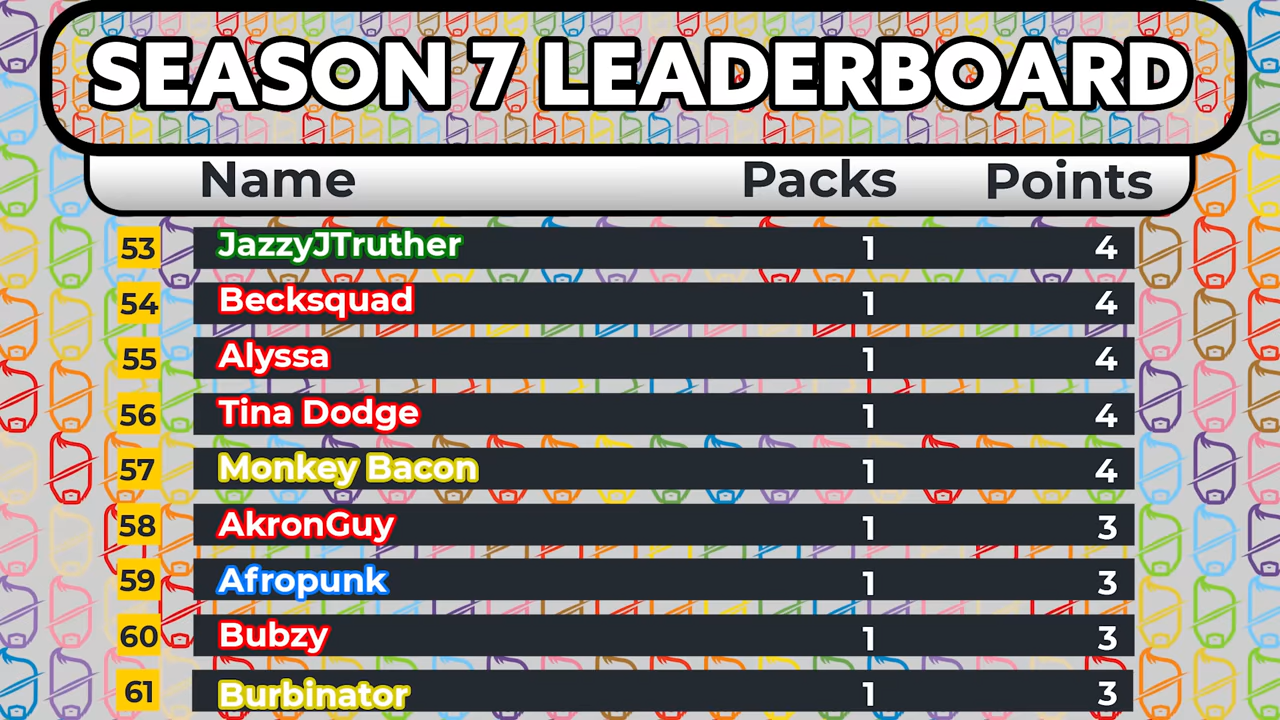 SEASON 7 LEADERBOARD
Name Packs Points
53 JazzyJTruther 1 4
54 Becksquad 1 4
55 Alyssa 1 4
56 Tina Dodge 1 4
57 Monkey Bacon 1 4
58 AkronGuy 1 3
59 Afropunk 1 3
60 Bubzy 1 3
61 Burbinator 1 3